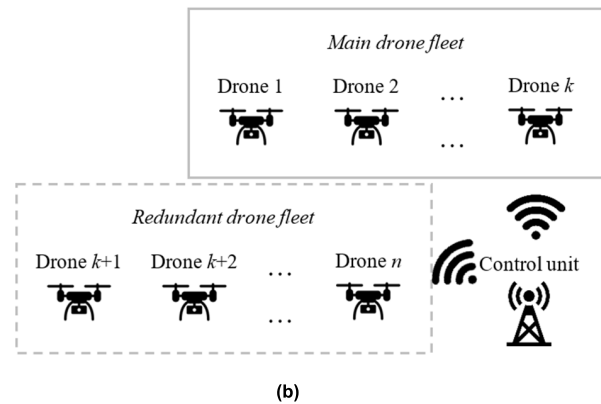 Main drone fleet
Drone 1 Drone 2 ... Drone k
...
Redundant drone fleet
Drone k+1 Drone k+2 ... Drone n
...
Control unit
(b)